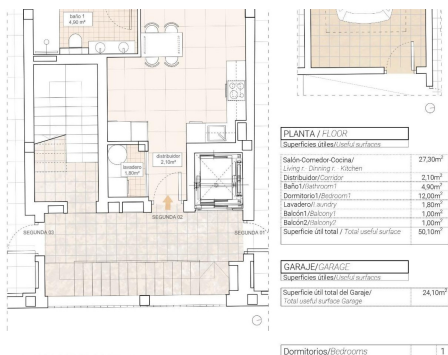 baño 1
4,90 m²
distribuidor
2,10m²
lavadero
1,80m²
SEGUNDA 03
SEGUNDA 02
SEGUNDA 01
PLANTA / FLOOR
Superficies útiles/Useful surfaces
Salón-Comedor-Cocina/ 27,30m²
Living r. Dinning r. Kitchen
Distribuidor/Corridor 2,10m²
Baño1/Bathroom1 4,90m²
Dormitorio1/Bedroom1 12,00m²
Lavadero/Laundry 1,80m²
Balcón1/Balcony1 1,00m²
Balcón2/Balcony2 1,00m²
Superficie útil total / Total useful surface 50,10m²
GARAJE/GARAGE
Superficies útiles/Useful surfaces
Superficie útil total del Garaje/ 24,10m²
Total useful surface Garage
Dormitorios/Bedrooms 1